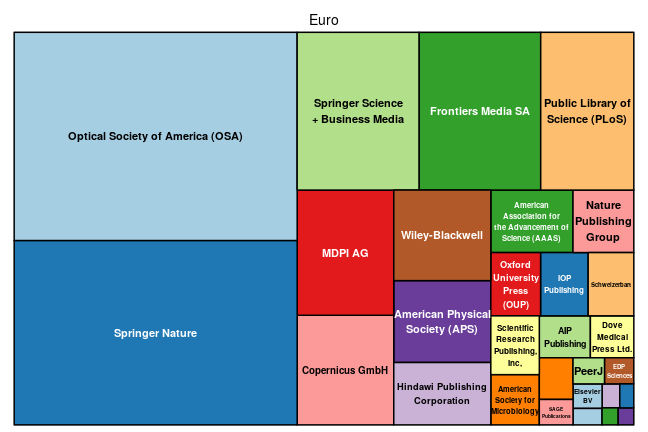 Euro
Optical Society of America (OSA)
Springer Nature
Springer Science
+ Business Media
Frontiers Media SA
Public Library of
Science (PLoS)
MDPI AG
Copernicus GmbH
Wiley-Blackwell
American Physical
Society (APS)
Hindawi Publishing
Corporation
American
Association for
the Advancement of
Science (AAAS)
Nature
Publishing
Group
Oxford
University
Press
(OUP)
IOP
Publishing
Schweizerban
Scientific
Research
Publishing,
Inc,
American
Society for
Microbiology
AIP
Publishing
Dove
Medical
Press Ltd.
PeerJ
EDP
Sciences
SAGE
Publications
Elsevier
BV